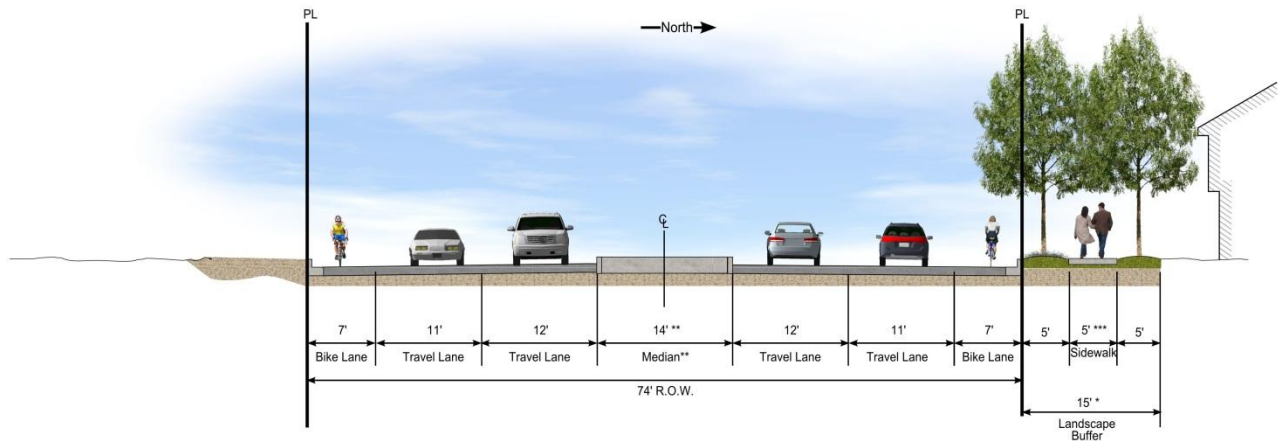 PL
North
PL
℄
7' 11' 12' 14' ** 12' 11' 7' 5' 5' *** 5'
Bike Lane Travel Lane Travel Lane Median** Travel Lane Travel Lane Bike Lane Sidewalk
74' R.O.W.
15' *
Landscape
Buffer